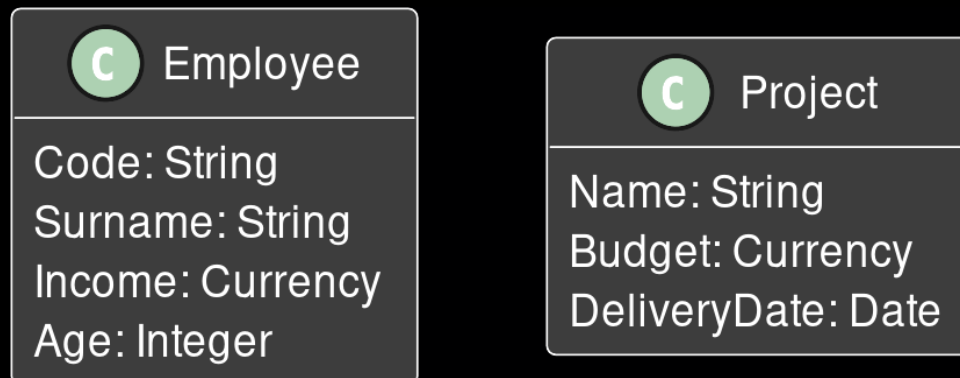 C Employee
Code: String
Surname: String
Income: Currency
Age: Integer
C Project
Name: String
Budget: Currency
DeliveryDate: Date